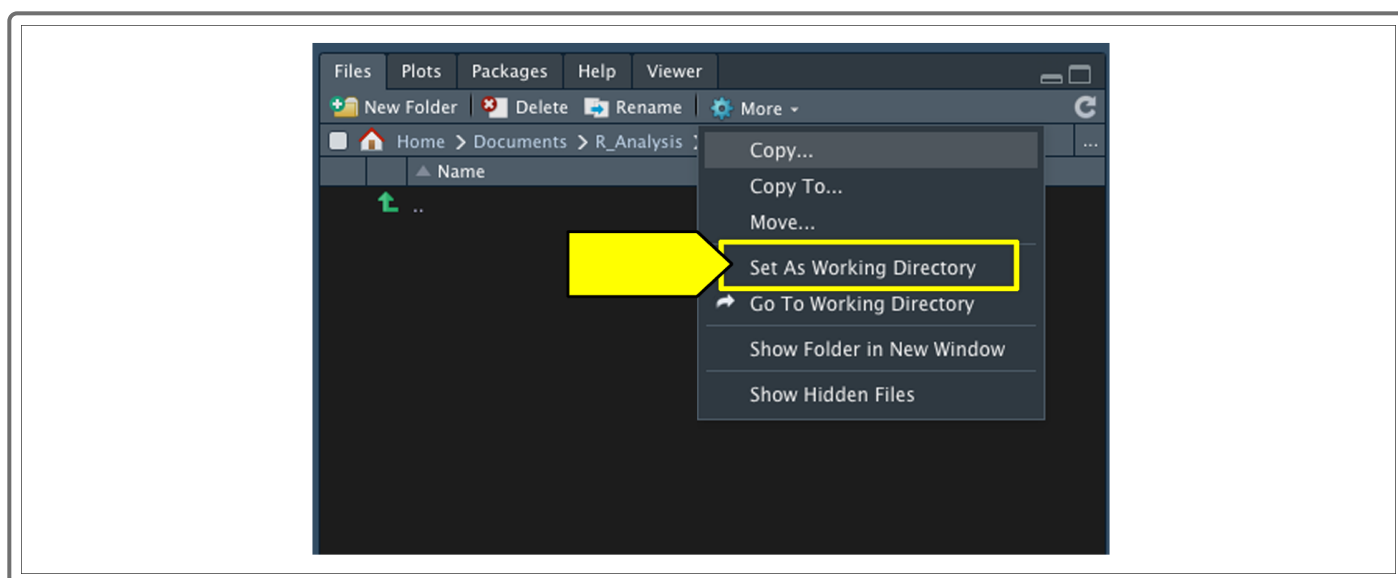 Files Plots Packages Help Viewer
New Folder Delete Rename More
Home > Documents > R_Analysis ...
Name
..
Copy...
Copy To...
Move...
Set As Working Directory
Go To Working Directory
Show Folder in New Window
Show Hidden Files